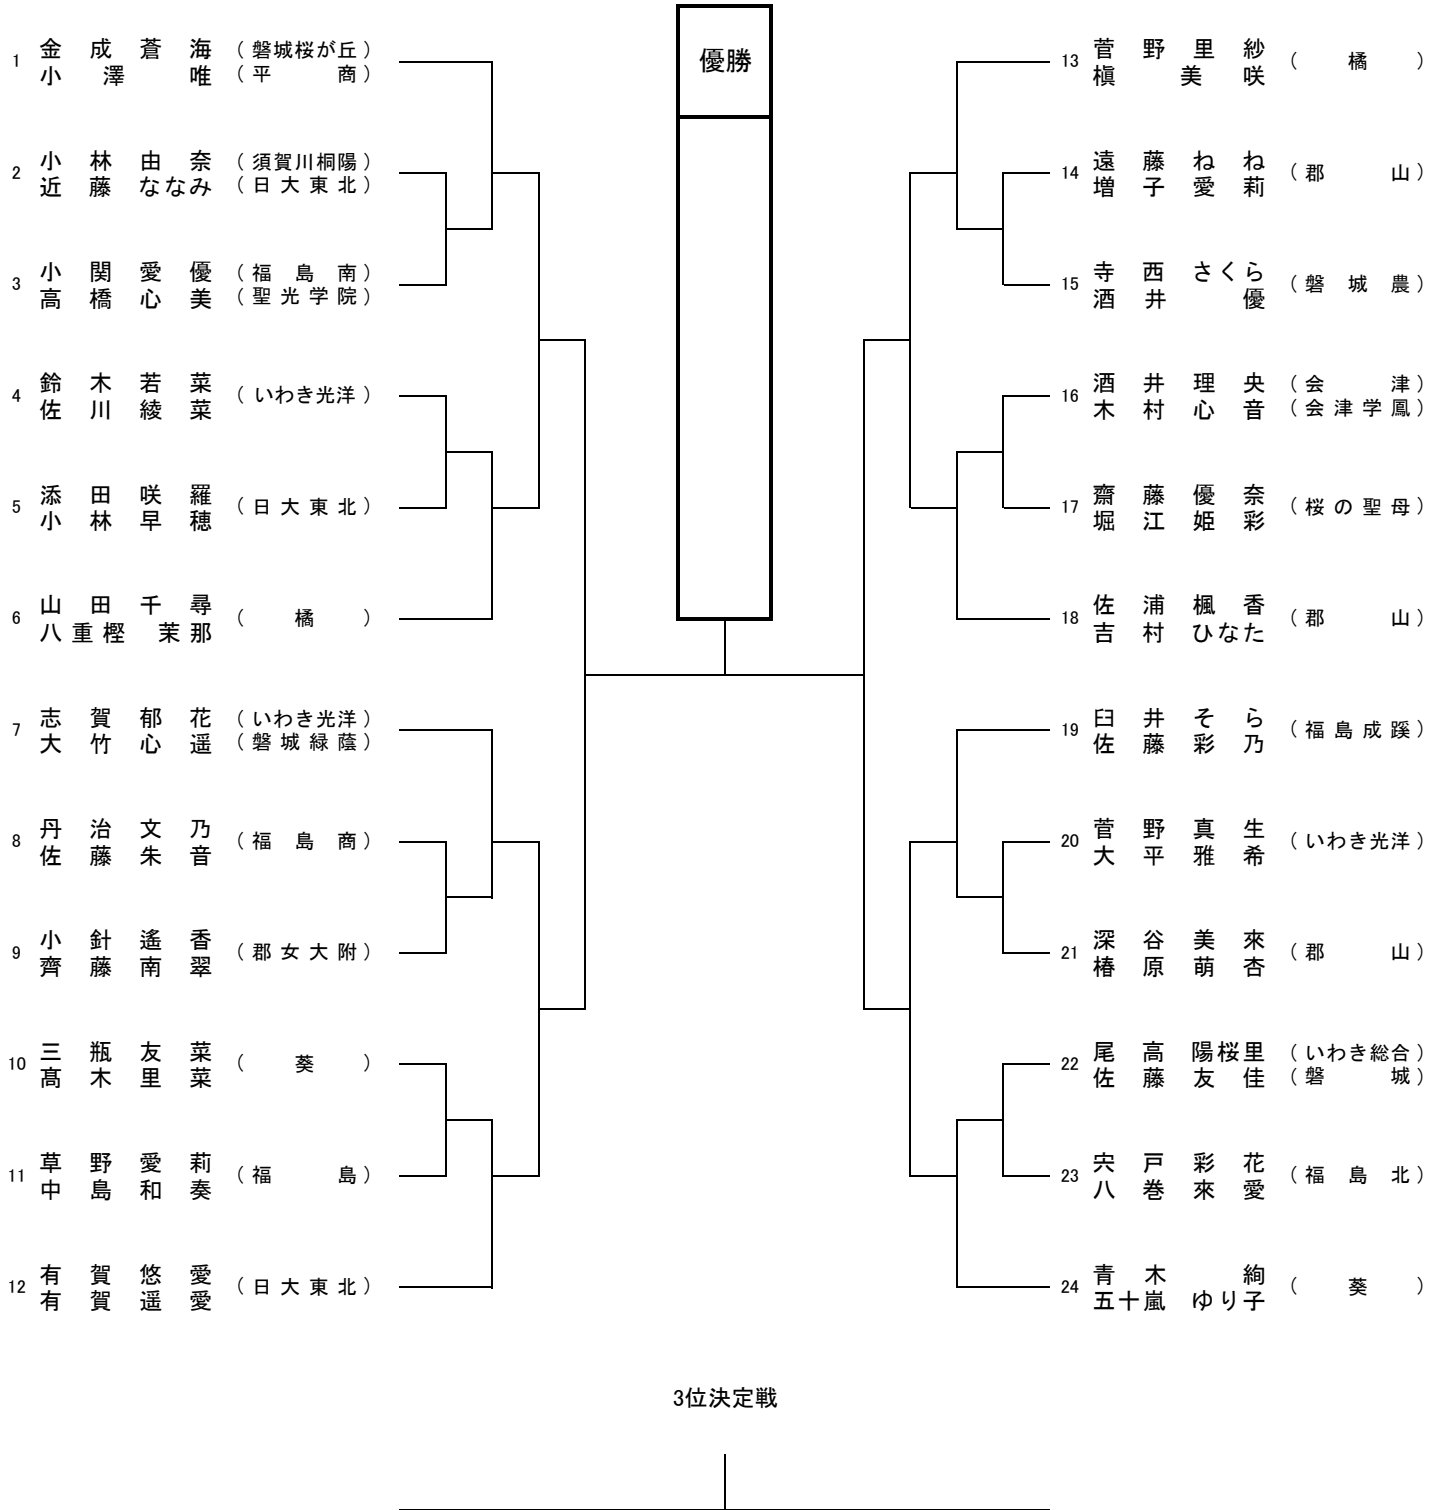 優勝
1 金成蒼海 (磐城桜が丘)
小澤唯 (平商)
2 小林由奈 (須賀川桐陽)
近藤ななみ (日大東北)
3 小関愛優 (福島南)
高橋心美 (聖光学院)
4 鈴木若菜 (いわき光洋)
佐川綾菜
5 添田咲羅 (日大東北)
小林早穂
6 山田千尋 (橘)
八重樫茉那
7 志賀郁花 (いわき光洋)
大竹心遥 (磐城緑蔭)
8 丹治文乃 (福島商)
佐藤朱音
9 小針遙香 (郡女大附)
齊藤南翠
10 三瓶友菜 (葵)
髙木里菜
11 草野愛莉 (福島)
中島和奏
12 有賀悠愛 (日大東北)
有賀遥愛
13 菅野里紗 (橘)
槇美咲
14 遠藤ねね (郡山)
増子愛莉
15 寺西さくら (磐城農)
酒井優
16 酒井理央 (会津)
木村心音 (会津学鳳)
17 齋藤優奈 (桜の聖母)
堀江姫彩
18 佐浦楓香 (郡山)
吉村ひなた
19 臼井そら (福島成蹊)
佐藤彩乃
20 菅野真生 (いわき光洋)
大平雅希
21 深谷美來 (郡山)
椿原萌杏
22 尾高陽桜里 (いわき総合)
佐藤友佳 (磐城)
23 宍戸彩花 (福島北)
八巻來愛
24 青木絢 (葵)
五十嵐ゆり子
3位決定戦